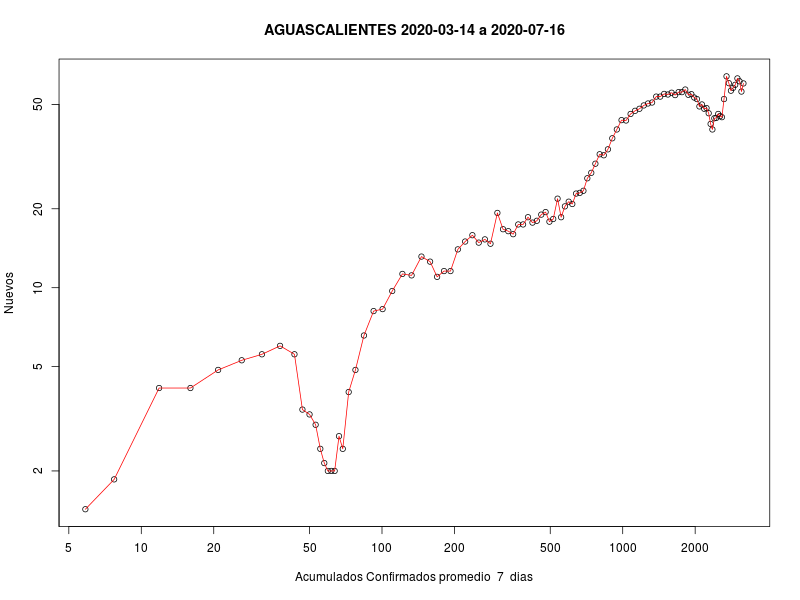 AGUASCALIENTES 2020-03-14 a 2020-07-16
Nuevos
50
20
10
5
2
5 10 20 50 100 200 500 1000 2000
Acumulados Confirmados promedio 7 dias